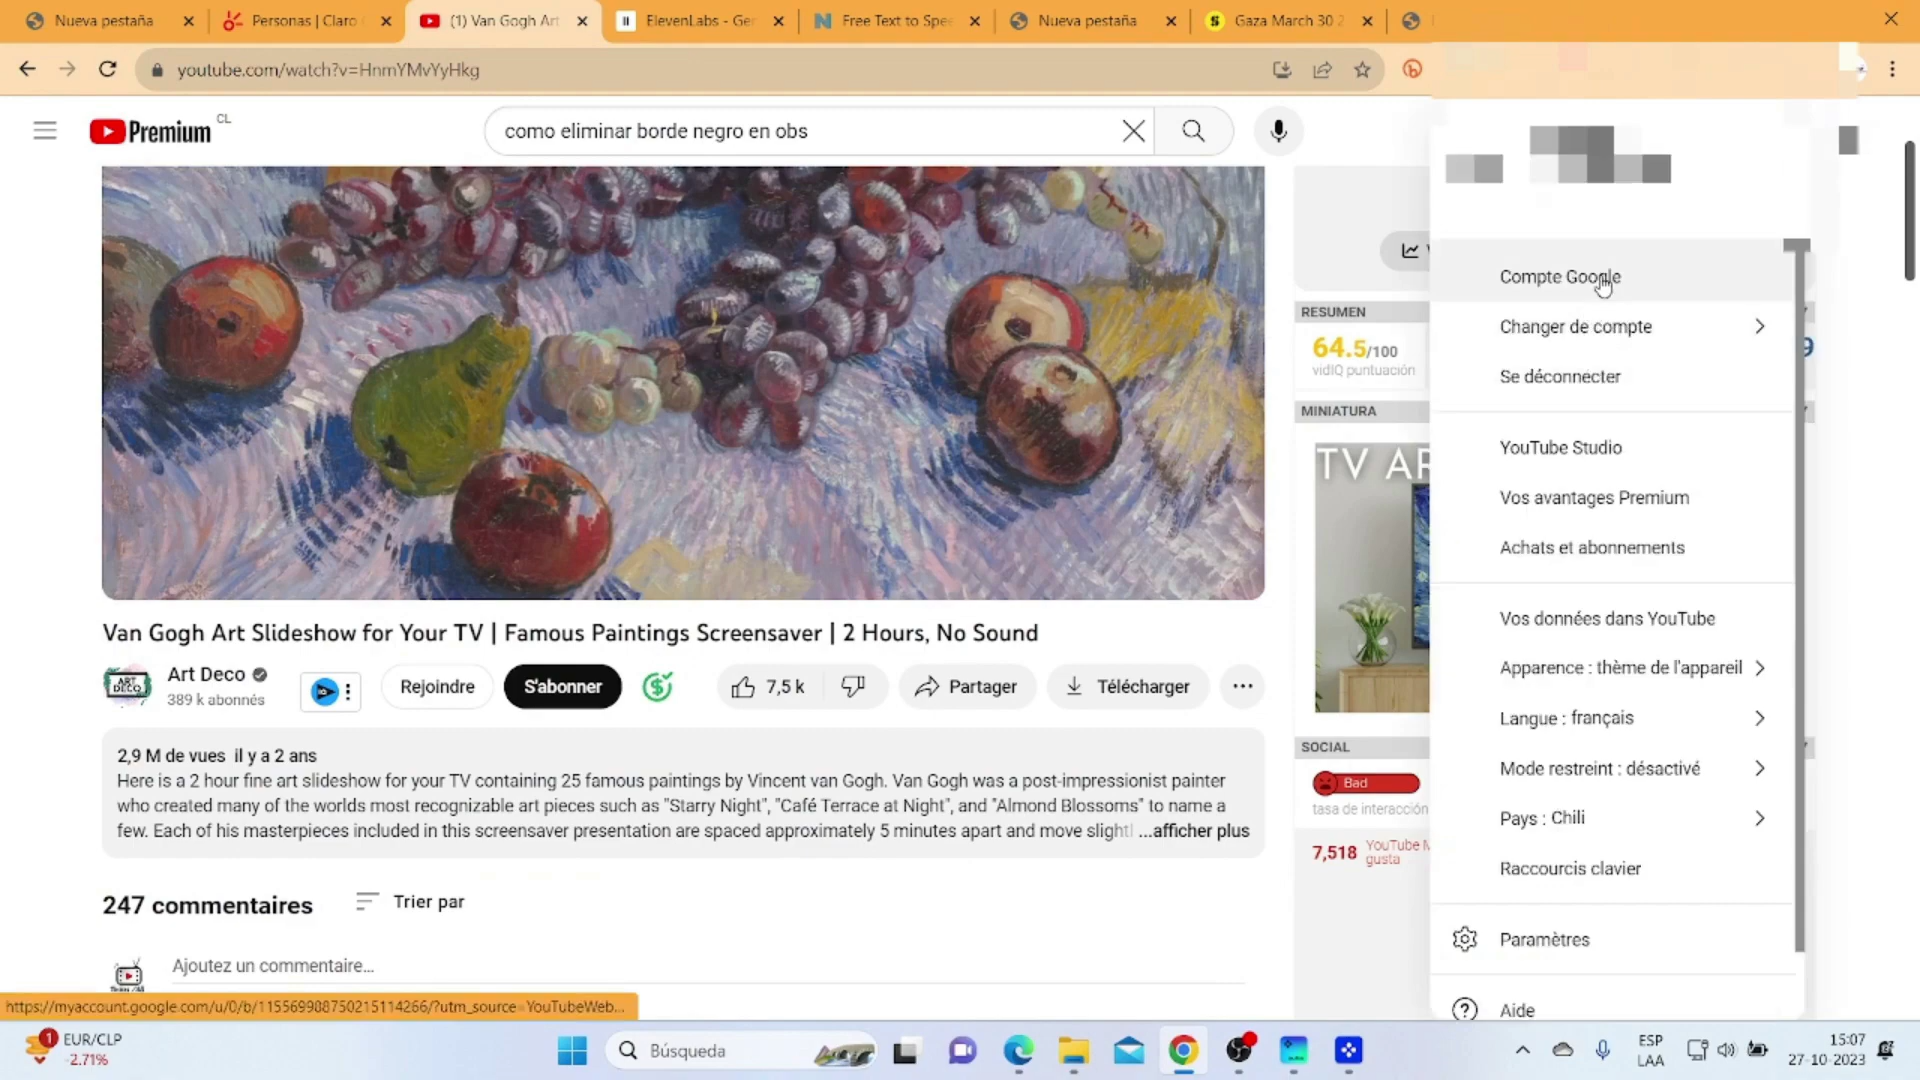 Nueva pestaña
Personas | Claro
(1) Van Gogh Art
ElevenLabs - Ger
Free Text to Spee
Nueva pestaña
Gaza March 30 2
youtube.com/watch?v=HnmYMvYyHkg
Premium CL
como eliminar borde negro en obs
Compte Google
Changer de compte
Se déconnecter
YouTube Studio
Vos avantages Premium
Achats et abonnements
Vos données dans YouTube
Apparence : thème de l'appareil
Langue : français
Mode restreint : désactivé
Pays : Chili
Raccourcis clavier
Paramètres
Aide
RESUMEN
64.5/100
vidIQ puntuación
9
MINIATURA
TV AR
SOCIAL
Bad
tasa de interacción
7,518 YouTube M
gusta
Van Gogh Art Slideshow for Your TV | Famous Paintings Screensaver | 2 Hours, No Sound
ART DECO
Art Deco
389 k abonnés
Rejoindre
S'abonner
7,5 k
Partager
Télécharger
2,9 M de vues il y a 2 ans
Here is a 2 hour fine art slideshow for your TV containing 25 famous paintings by Vincent van Gogh. Van Gogh was a post-impressionist painter
who created many of the worlds most recognizable art pieces such as "Starry Night", "Café Terrace at Night", and "Almond Blossoms" to name a
few. Each of his masterpieces included in this screensaver presentation are spaced approximately 5 minutes apart and move slightl ...afficher plus
247 commentaires
Trier par
Ajoutez un commentaire...
https://myaccount.google.com/u/0/b/115569988750215114266/?utm_source=YouTubeWeb...
1
EUR/CLP
-2.71%
Búsqueda
ESP
LAA
15:07
27-10-2023